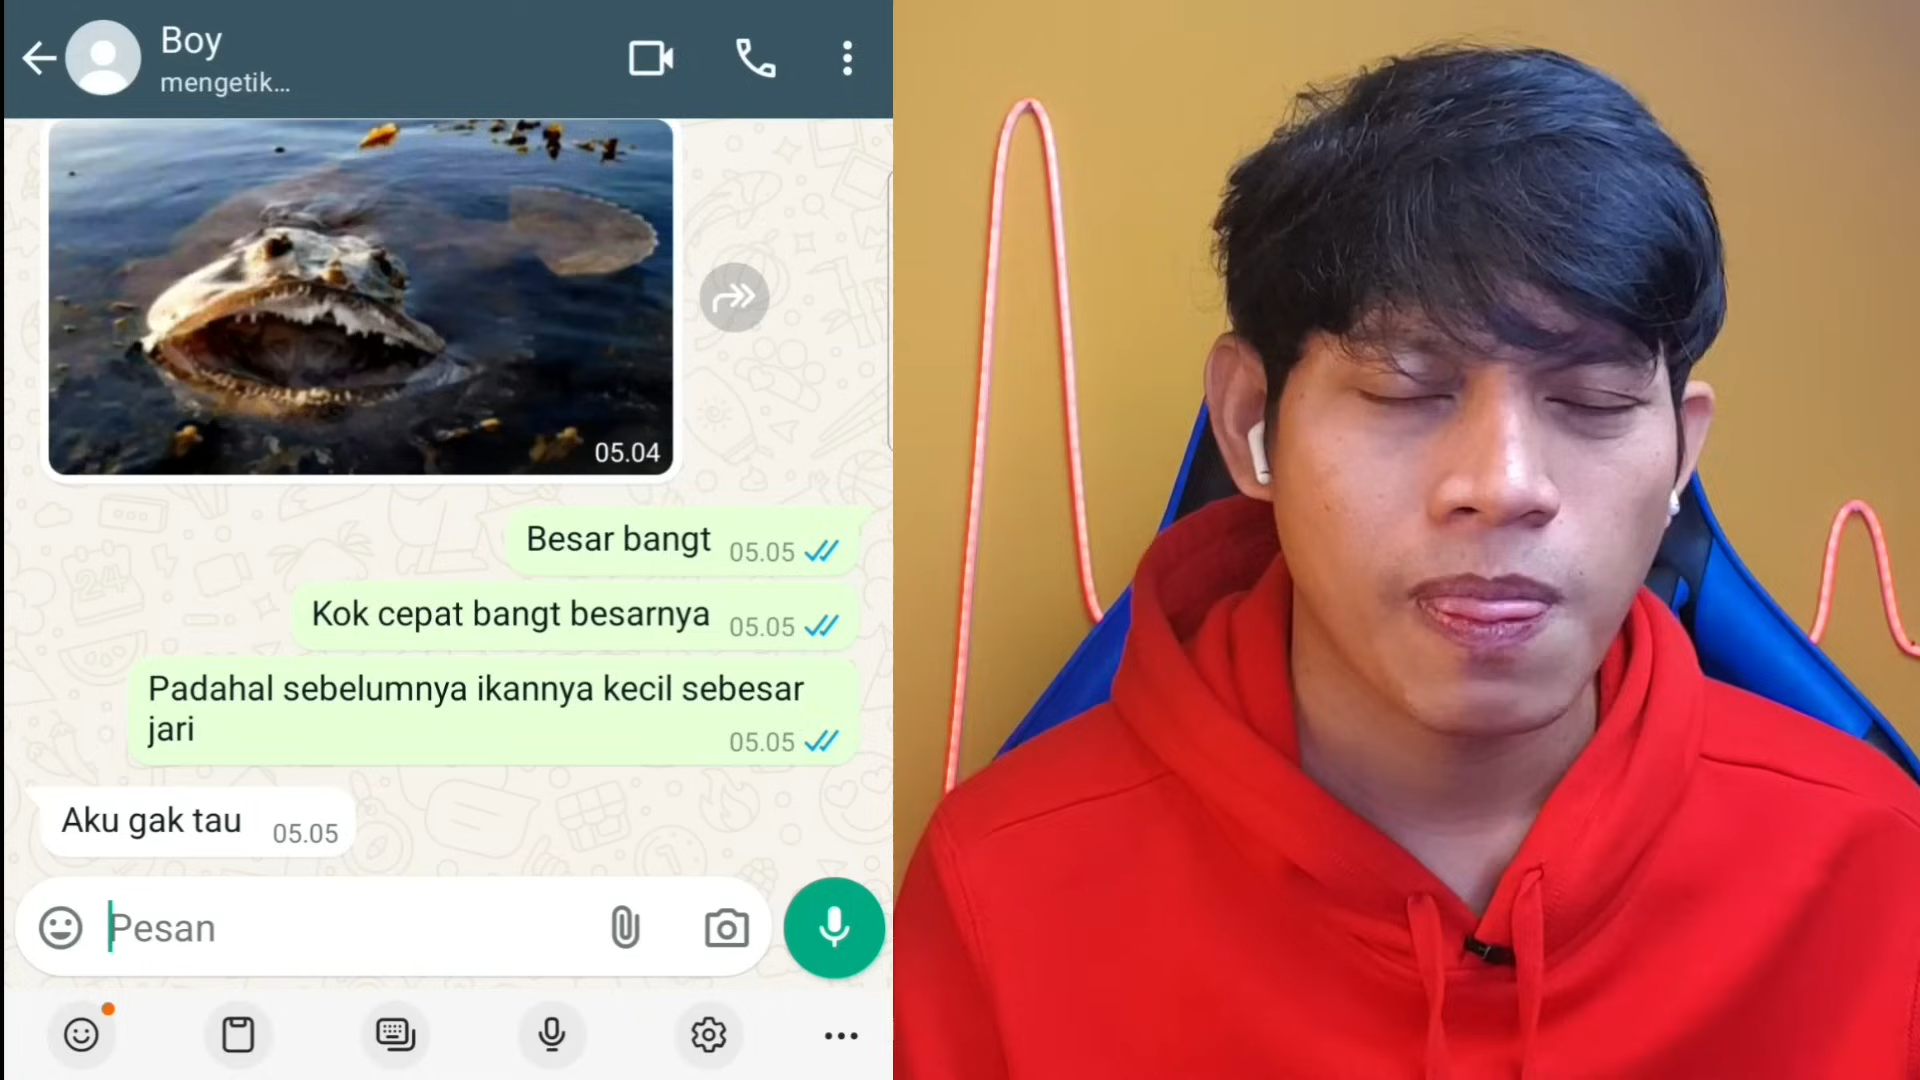 Boy
mengetik...
05.04
Besar bangt 05.05
Kok cepat bangt besarnya 05.05
Padahal sebelumnya ikannya kecil sebesar
jari 05.05
Aku gak tau 05.05
Pesan